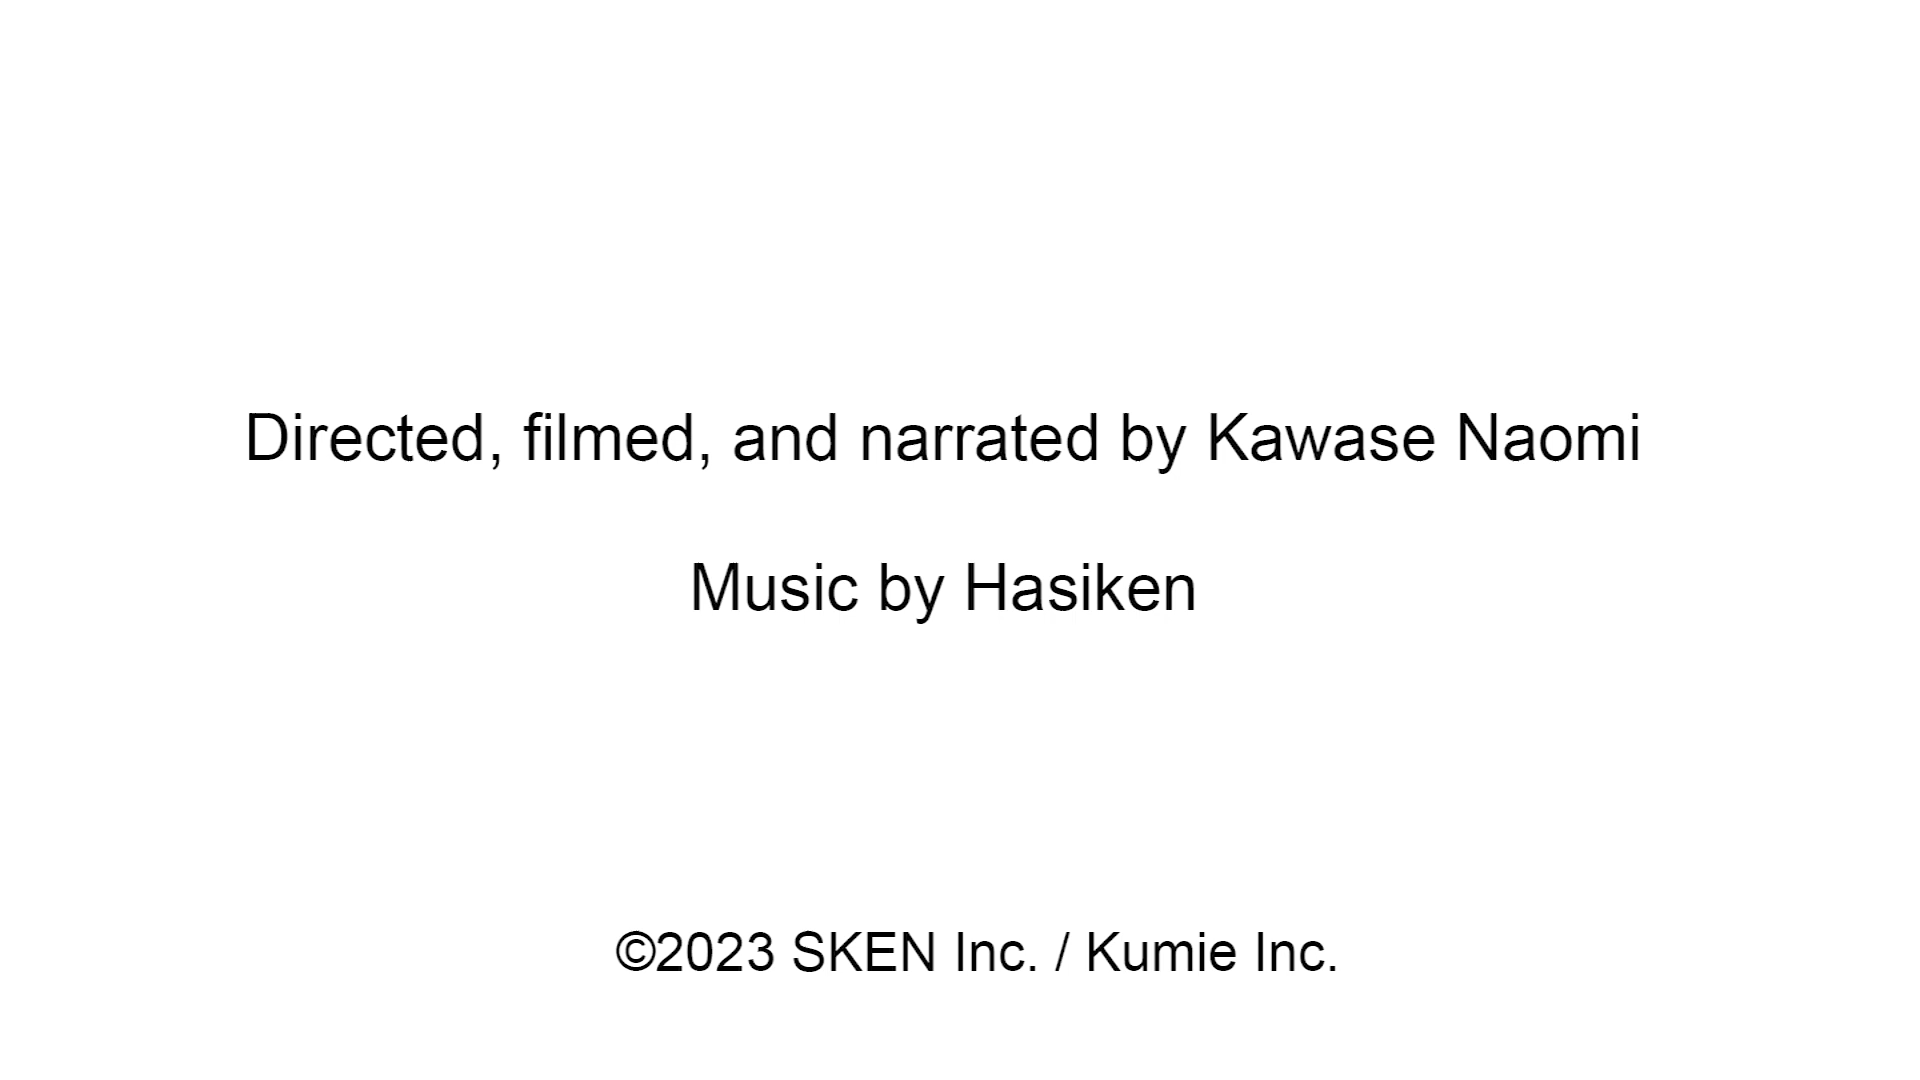 Directed, filmed, and narrated by Kawase Naomi
Music by Hasiken
©2023 SKEN Inc. / Kumie Inc.